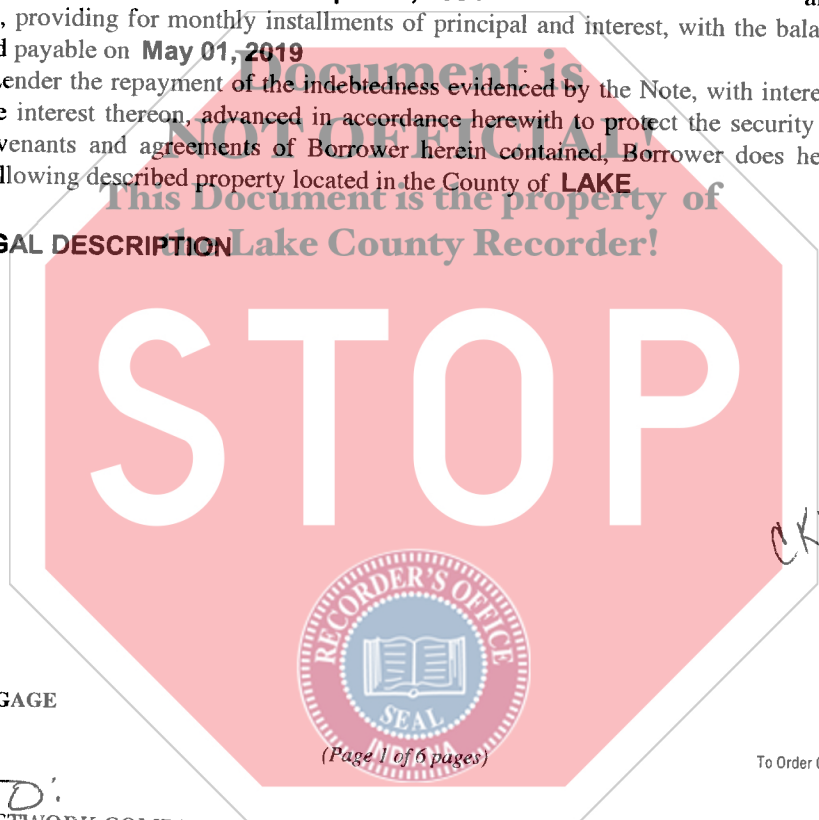 , providing for monthly installments of principal and interest, with the bala
d payable on May 01, 2019
Document is
ender the repayment of the indebtedness evidenced by the Note, with intere
e interest thereon, advanced in accordance herewith to protect the security
NOT OFFICIAL!
venants and agreements of Borrower herein contained, Borrower does he
llowing described property located in the County of LAKE
This Document is the property of
the Lake County Recorder!
GAL DESCRIPTION
STOP
CK
RECORDER'S OFFICE
SEAL
INDIANA
GAGE
(Page 1 of 6 pages)
To Order
D: